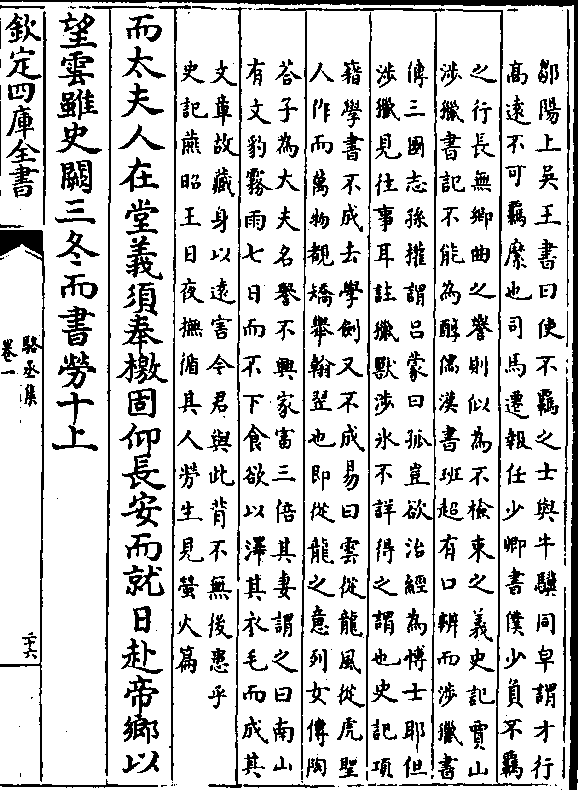 鄒陽上吳王書曰使不羈之士與牛驥同皁謂才行
高遠不可羈縻也司馬遷報任少卿書僕少負不羈
之行長無鄉曲之譽則似為不檢束之義史記賈山
涉獵書記不能為醇儒漢書班超有口辨而涉獵書
傳三國志孫權謂吕蒙曰孤豈欲治經為博士耶但
涉獵見往事耳註獵獸涉氷不詳得之謂也史記項
籍學書不成去學劍又不成易曰雲從龍風從虎聖
人作而萬物覩矯舉翰翌也即從龍之意列女傳陶
荅子為大夫名譽不興家富三倍其妻謂之曰南山
有文豹霧雨七日而不下食欲以澤其衣毛而成其
文章故藏身以遠害今君與此背不無後患乎
史記燕昭王日夜撫循其人勞生見螢火篇
而太夫人在堂義須奉檄固仰長安而就日赴帝鄉以
望雲雖史闕三冬而書勞十上
欽定四庫全書
駱丞集
卷一
二十六